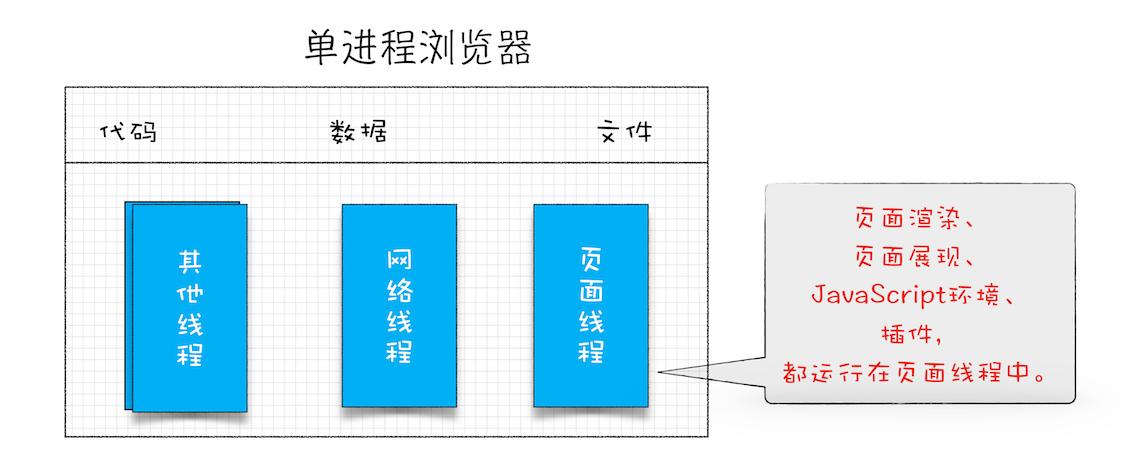 单进程浏览器
代码 数据 文件
其他线程
网络线程
页面线程
页面渲染、
页面展现、
JavaScript环境、
插件，
都运行在页面线程中。